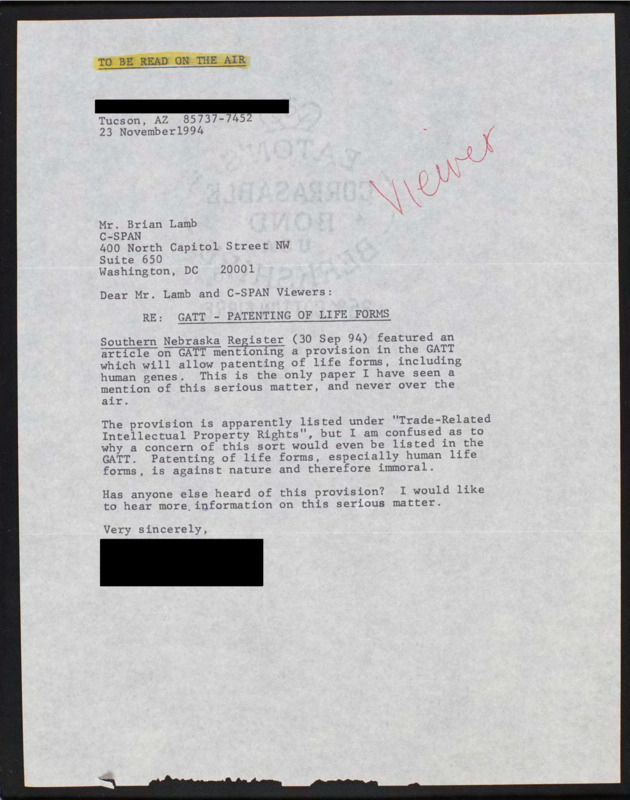 TO BE READ ON THE AIR
Tucson, AZ 85737-7452
23 November1994
Viewer
EATON'S
CORRASABLE
BOND
BERKSHIRE
Mr. Brian Lamb
C-SPAN
400 North Capitol Street NW
Suite 650
Washington, DC 20001
Dear Mr. Lamb and C-SPAN Viewers:
RE: GATT - PATENTING OF LIFE FORMS
Southern Nebraska Register (30 Sep 94) featured an
article on GATT mentioning a provision in the GATT
which will allow patenting of life forms, including
human genes. This is the only paper I have seen a
mention of this serious matter, and never over the
air.
The provision is apparently listed under "Trade-Related
Intellectual Property Rights", but I am confused as to
why a concern of this sort would even be listed in the
GATT. Patenting of life forms, especially human life
forms, is against nature and therefore immoral.
Has anyone else heard of this provision? I would like
to hear more information on this serious matter.
Very sincerely,